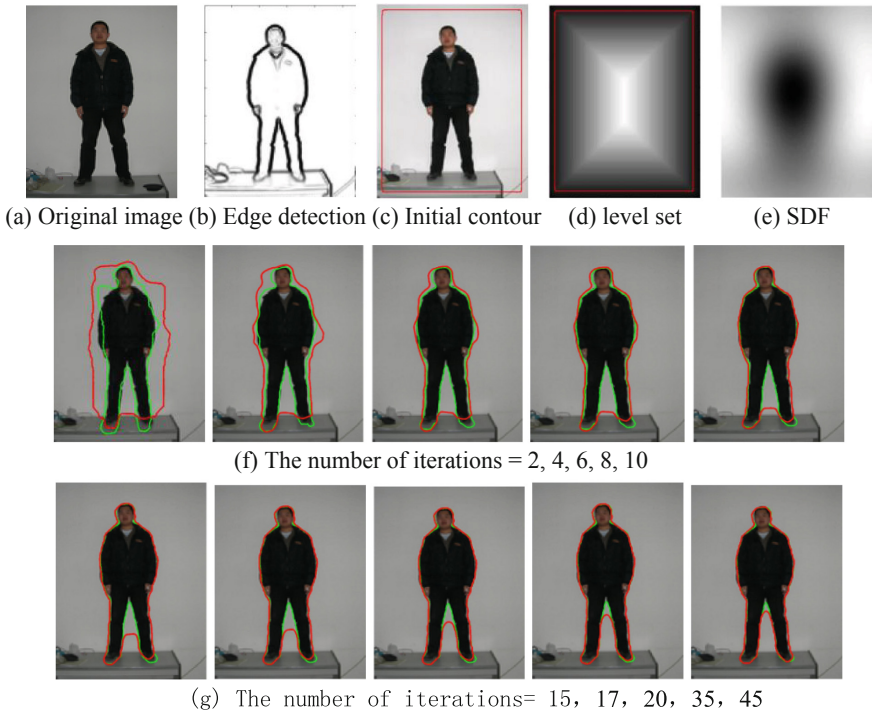 (a) Original image (b) Edge detection (c) Initial contour (d) level set (e) SDF
(f) The number of iterations = 2, 4, 6, 8, 10
(g) The number of iterations= 15, 17, 20, 35, 45